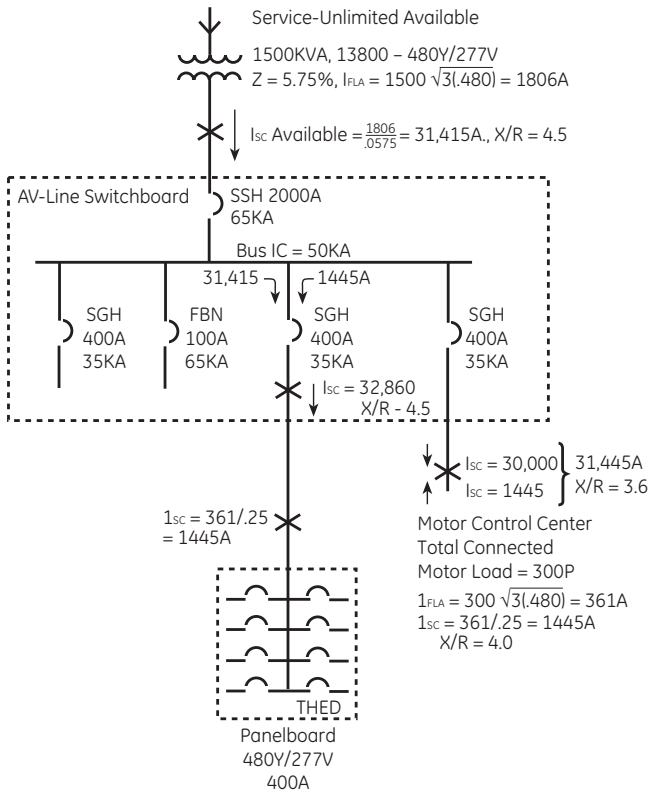 Service-Unlimited Available
1500KVA, 13800 – 480Y/277V
Z = 5.75%, IFLA = 1500 √3(.480) = 1806A
Isc Available = 1806/.0575 = 31,415A., X/R = 4.5
AV-Line Switchboard
SSH 2000A
65KA
Bus IC = 50KA
31,415
1445A
SGH
400A
35KA
FBN
100A
65KA
SGH
400A
35KA
SGH
400A
35KA
Isc = 32,860
X/R - 4.5
Isc = 30,000
Isc = 1445
31,445A
X/R = 3.6
Motor Control Center
Total Connected
Motor Load = 300P
1FLA = 300 √3(.480) = 361A
1sc = 361/.25 = 1445A
X/R = 4.0
1sc = 361/.25
= 1445A
THED
Panelboard
480Y/277V
400A